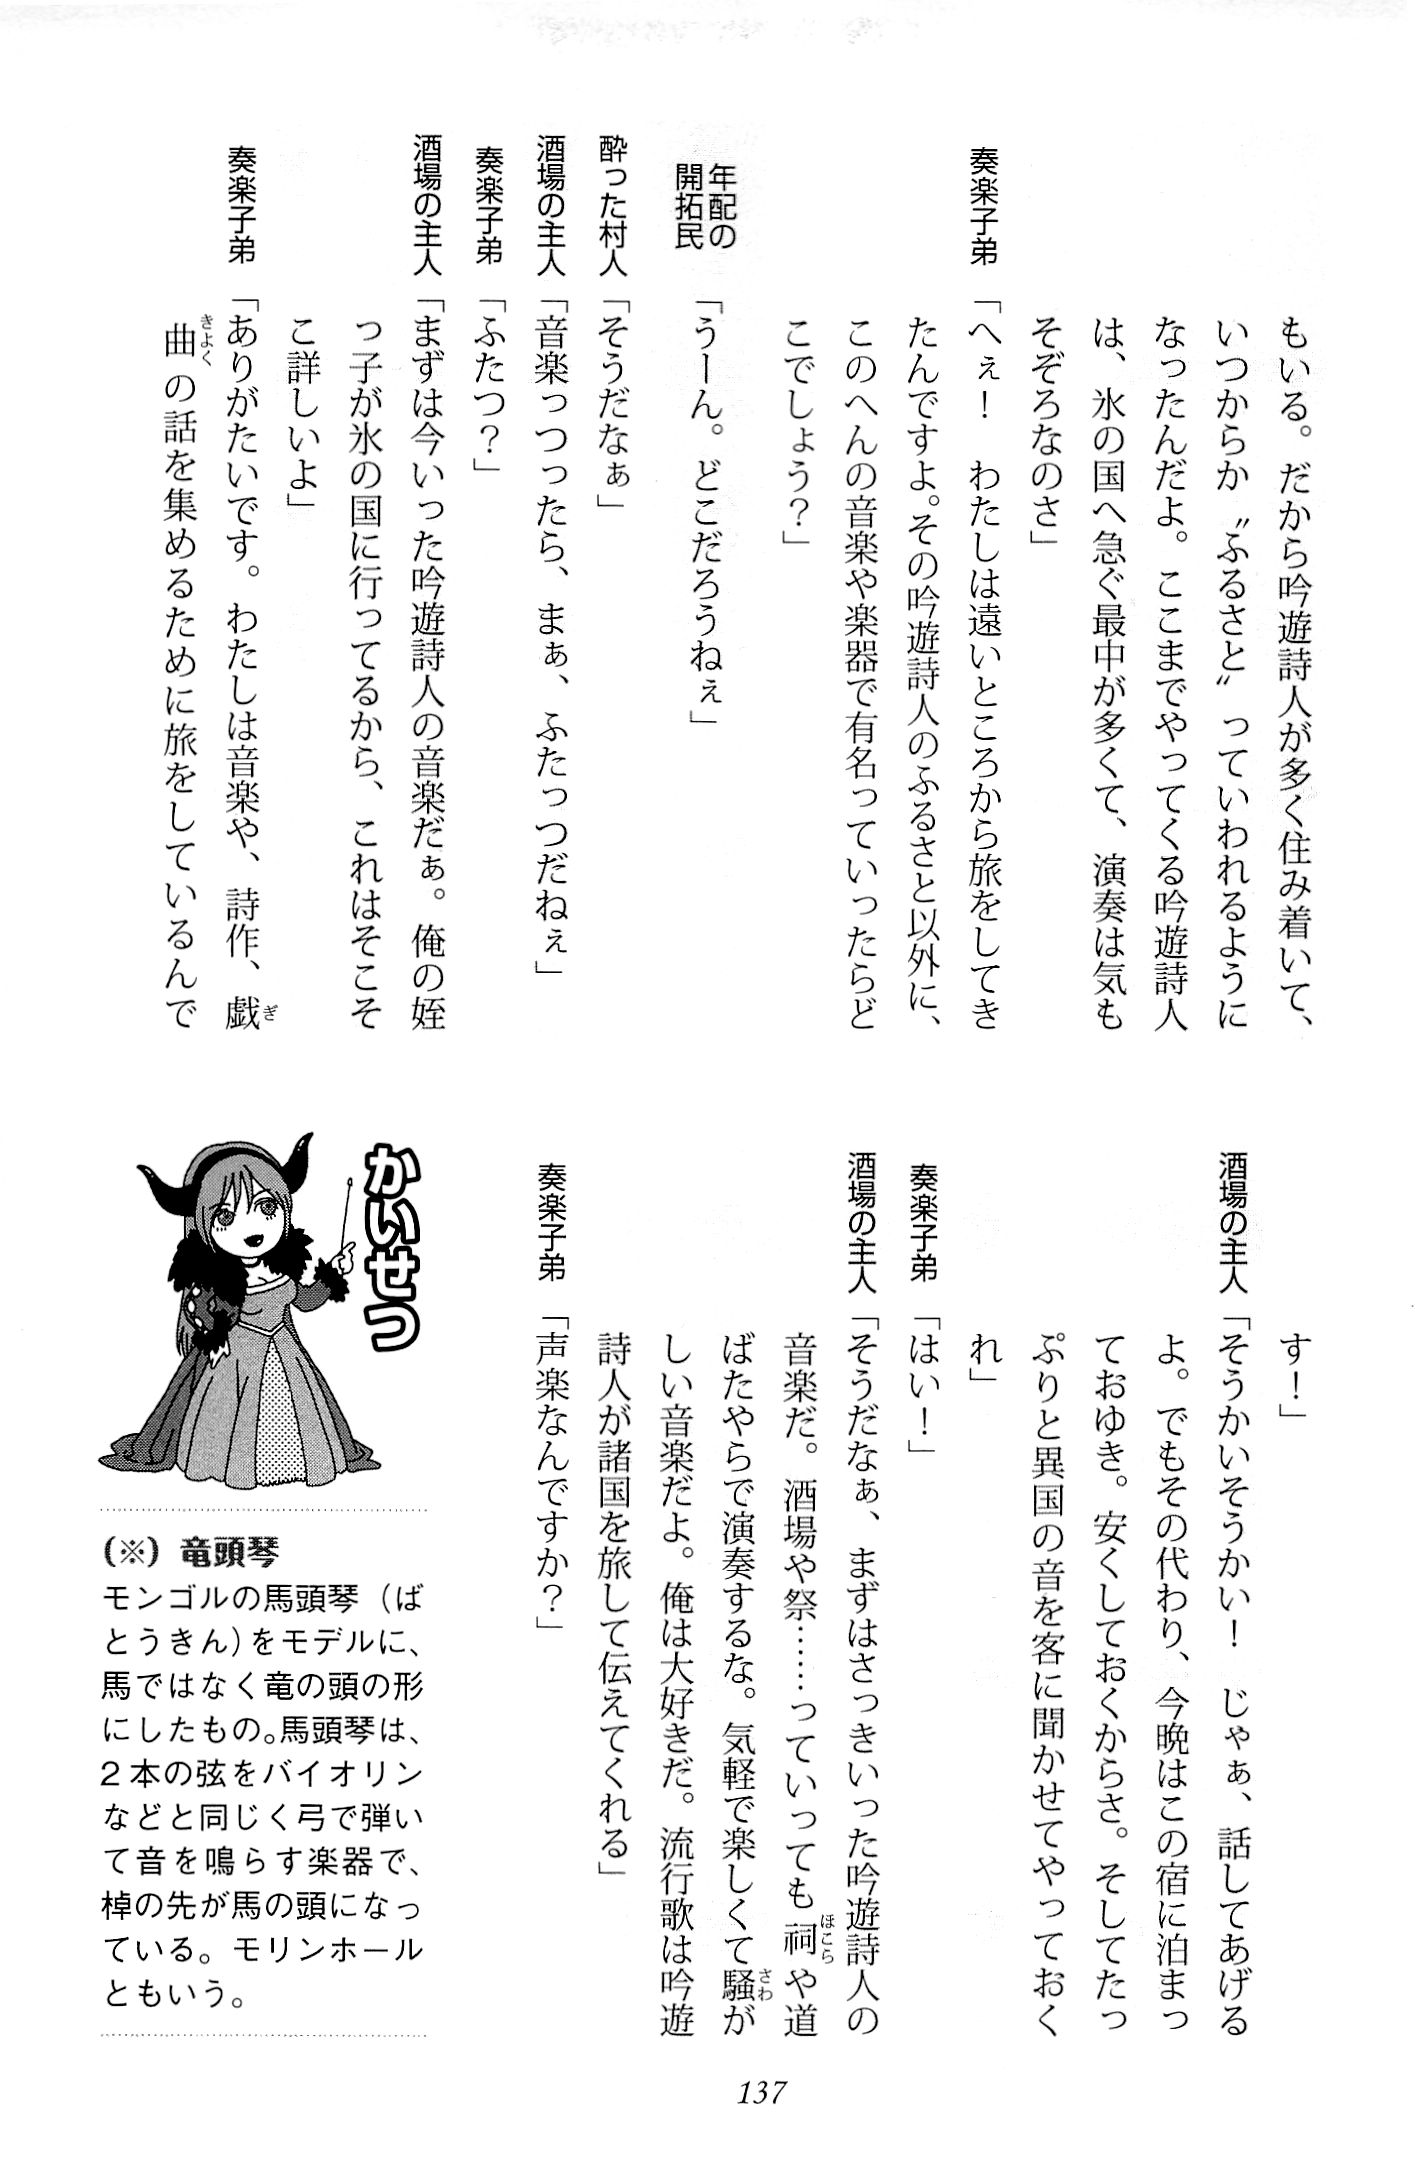 もいる。だから吟遊詩人が多く住み着いて、
いつからか〝ふるさと〟っていわれるように
なったんだよ。ここまでやってくる吟遊詩人
は、氷の国へ急ぐ最中が多くて、演奏は気も
そぞろなのさ」
奏楽子弟「へぇ！　わたしは遠いところから旅をしてき
たんですよ。その吟遊詩人のふるさと以外に、
このへんの音楽や楽器で有名っていったらど
こでしょう？」
年配の
開拓民「うーん。どこだろうねぇ」
酔った村人「そうだなぁ」
酒場の主人「音楽っつったら、まぁ、ふたっつだねぇ」
奏楽子弟「ふたつ？」
酒場の主人「まずは今いった吟遊詩人の音楽だぁ。俺の姪
っ子が氷の国に行ってるから、これはそこそ
こ詳しいよ」
奏楽子弟「ありがたいです。わたしは音楽や、詩作、戯ぎ
曲きよくの話を集めるために旅をしているんで
す！」
酒場の主人「そうかいそうかい！　じゃぁ、話してあげる
よ。でもその代わり、今晩はこの宿に泊まっ
ておゆき。安くしておくからさ。そしてたっ
ぷりと異国の音を客に聞かせてやっておく
れ」
奏楽子弟「はい！」
酒場の主人「そうだなぁ、まずはさっきいった吟遊詩人の
音楽だ。酒場や祭……っていっても祠ほこらや道
ばたやらで演奏するな。気軽で楽しくて騒さわが
しい音楽だよ。俺は大好きだ。流行歌は吟遊
詩人が諸国を旅して伝えてくれる」
奏楽子弟「声楽なんですか？」
かいせつ
（※）竜頭琴
モンゴルの馬頭琴（ば
とうきん）をモデルに、
馬ではなく竜の頭の形
にしたもの。馬頭琴は、
2本の弦をバイオリン
などと同じく弓で弾い
て音を鳴らす楽器で、
棹の先が馬の頭になっ
ている。モリンホール
ともいう。
137